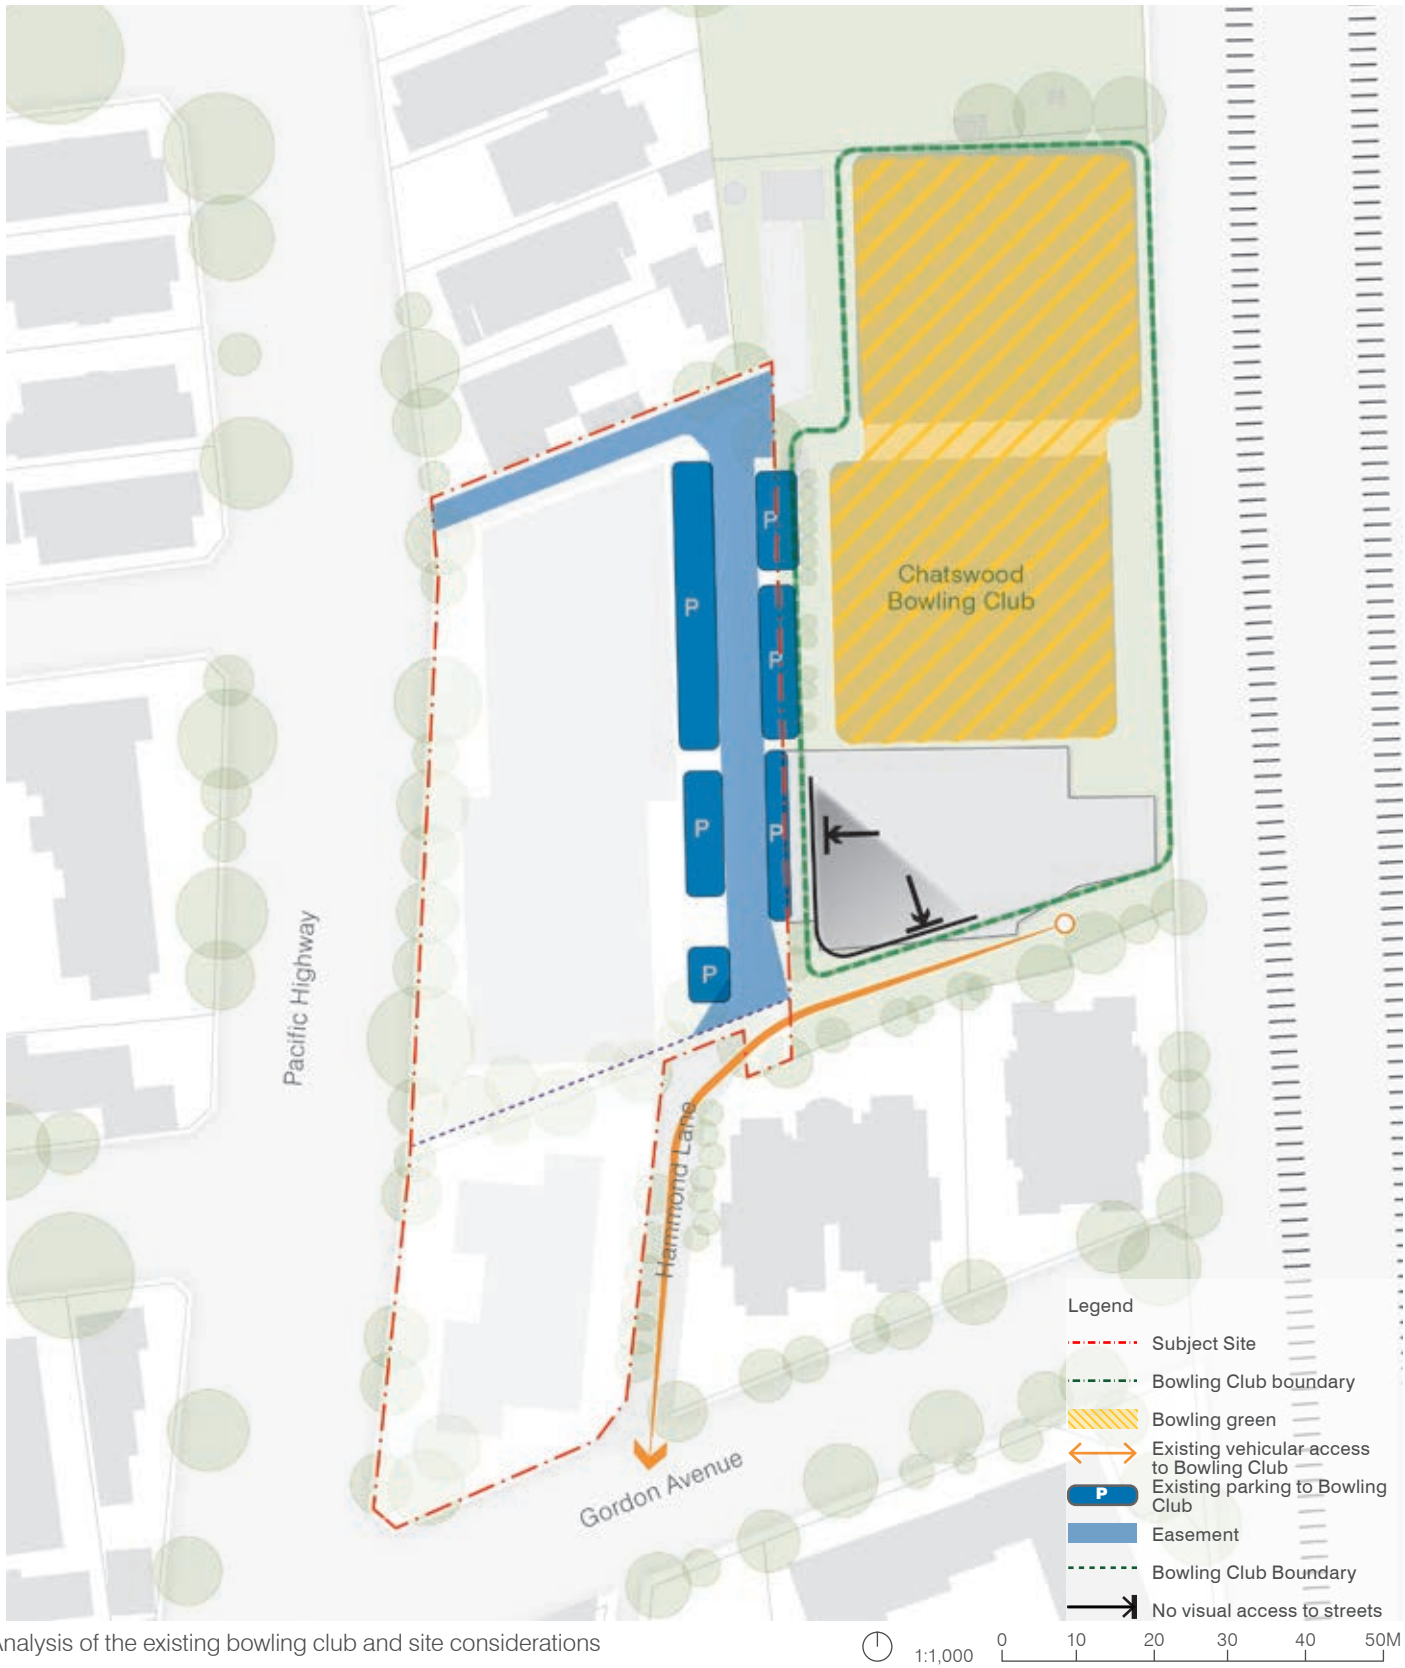 Chatswood
Bowling Club
P
P
P
P
P
P
Pacific Highway
Hammond Lane
Gordon Avenue
Legend
Subject Site
Bowling Club boundary
Bowling green
Existing vehicular access
to Bowling Club
P
Existing parking to Bowling
Club
Easement
Bowling Club Boundary
No visual access to streets
Analysis of the existing bowling club and site considerations
1:1,000
0 10 20 30 40 50M